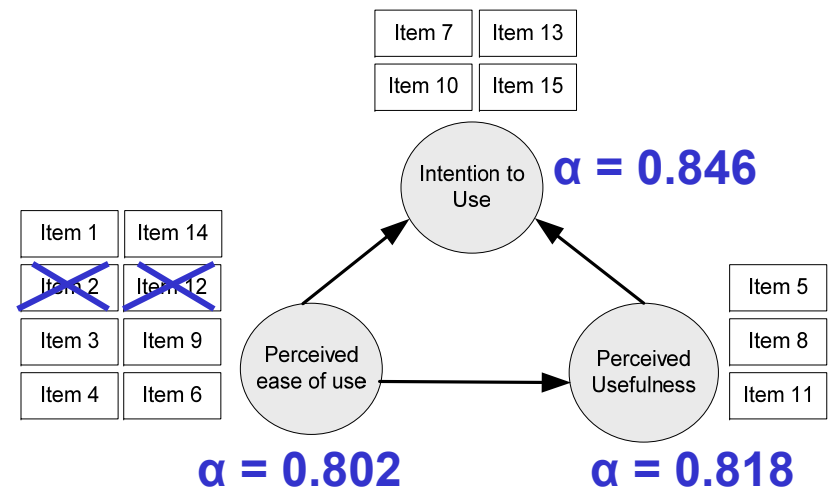 Item 7 Item 13
Item 10 Item 15
Intention to
Use
α = 0.846
Item 1 Item 14
Item 2 Item 12
Item 3 Item 9
Item 4 Item 6
Perceived
ease of use
α = 0.802
Perceived
Usefulness
α = 0.818
Item 5
Item 8
Item 11